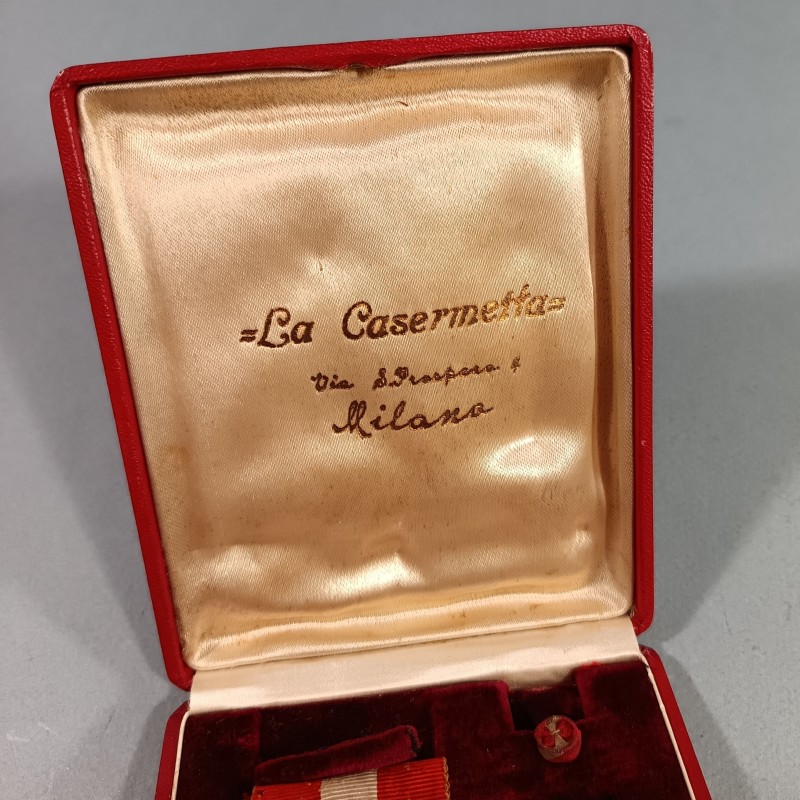 =La Casermetta=
Via S.Prospero 4
Milano